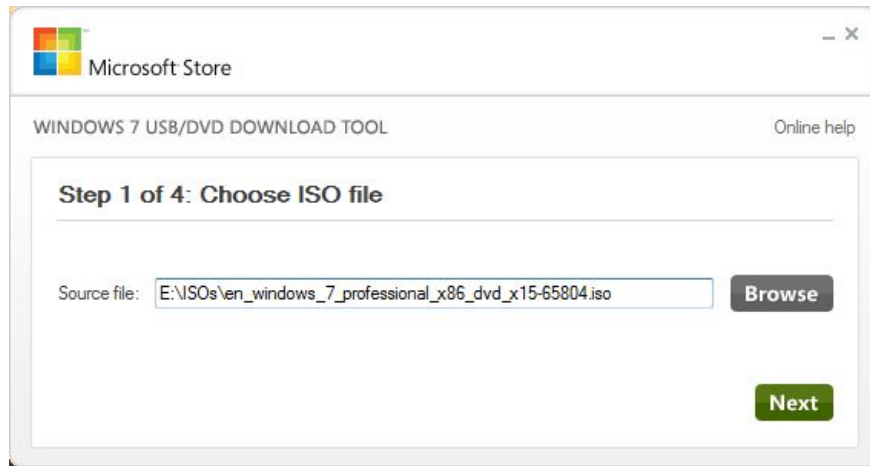 Microsoft Store
WINDOWS 7 USB/DVD DOWNLOAD TOOL Online help
Step 1 of 4: Choose ISO file
Source file: E:\ISOs\en_windows_7_professional_x86_dvd_x15-65804.iso Browse
Next